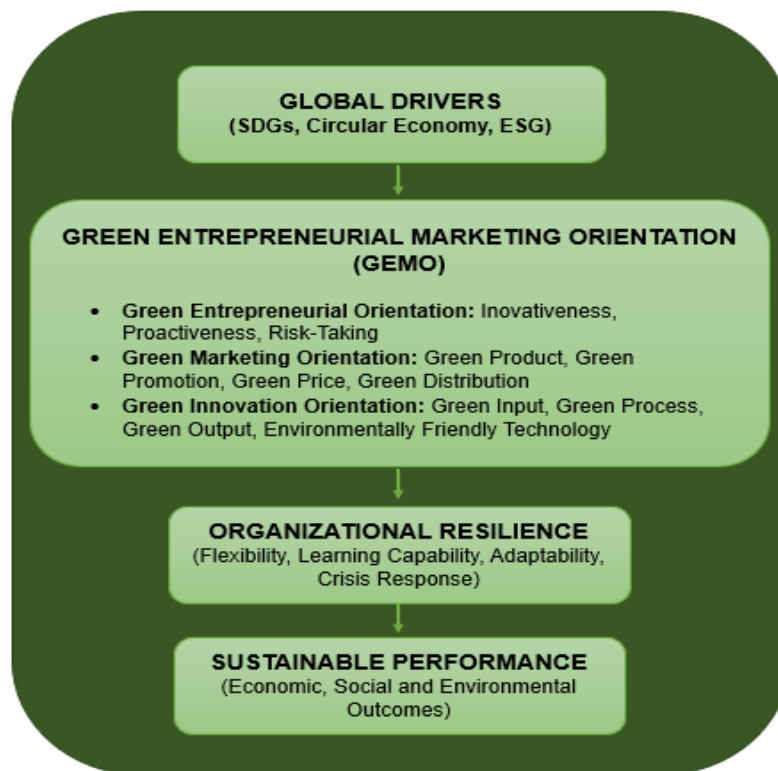 GLOBAL DRIVERS
(SDGs, Circular Economy, ESG)
GREEN ENTREPRENEURIAL MARKETING ORIENTATION
(GEMO)
• Green Entrepreneurial Orientation: Inovativeness,
Proactiveness, Risk-Taking
• Green Marketing Orientation: Green Product, Green
Promotion, Green Price, Green Distribution
• Green Innovation Orientation: Green Input, Green Process,
Green Output, Environmentally Friendly Technology
ORGANIZATIONAL RESILIENCE
(Flexibility, Learning Capability, Adaptability,
Crisis Response)
SUSTAINABLE PERFORMANCE
(Economic, Social and Environmental
Outcomes)